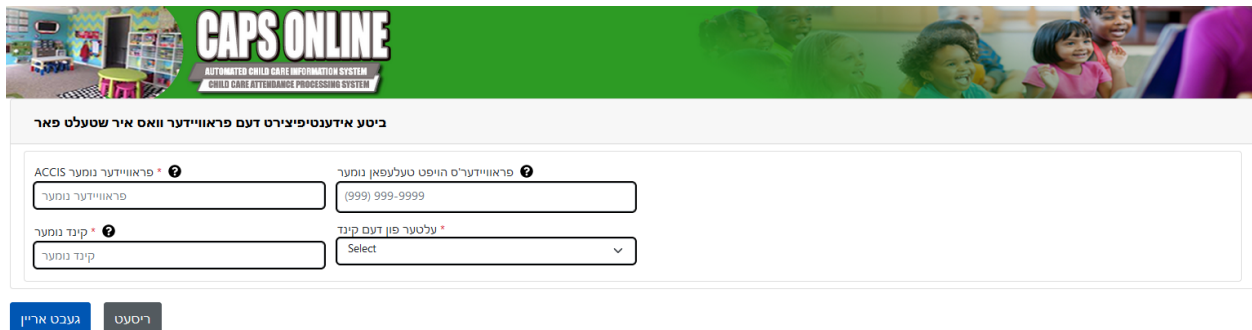 CAPS ONLINE
AUTOMATED CHILD CARE INFORMATION SYSTEM
CHILD CARE ATTENDANCE PROCESSING SYSTEM
ביטע אידענטיפיצירט דעם פראוויידער וואס איר שטעלט פאר
ACCIS פראוויידער נומער *
פראוויידער נומער
פראוויידער'ס הויפט טעלעפאן נומער
(999) 999-9999
קינד נומער *
קינד נומער
עלטער פון דעם קינד *
Select
געבט אריין
ריסעט